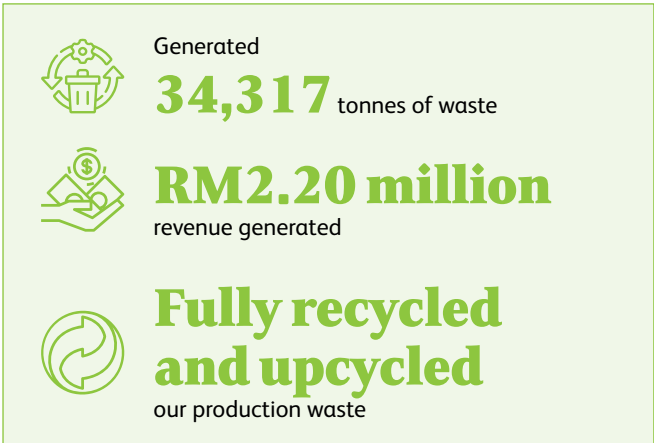 Generated
34,317 tonnes of waste
RM2.20 million
revenue generated
Fully recycled
and upcycled
our production waste